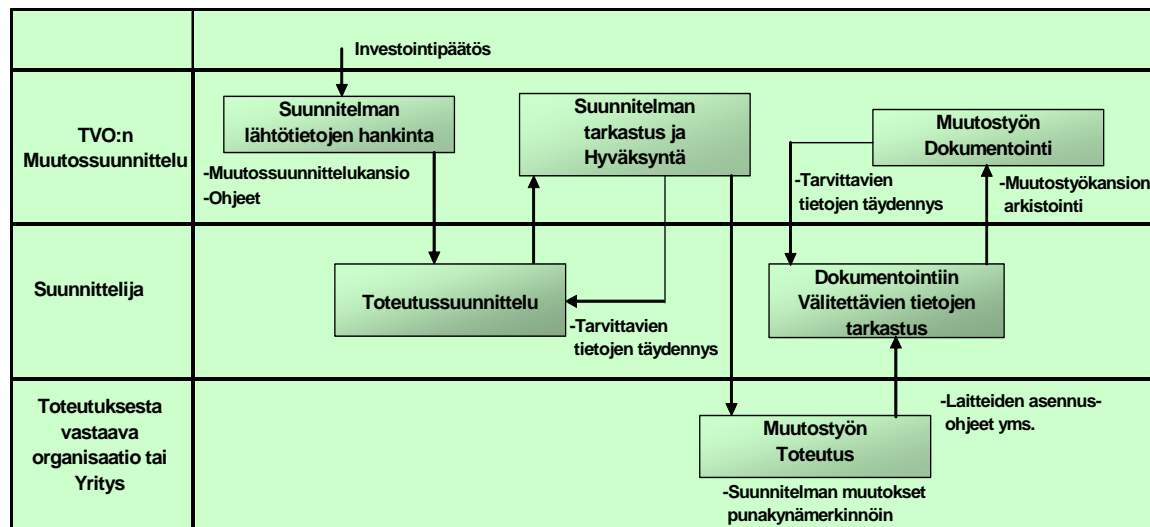 Investointipäätös
TVO:n
Muutossuunnittelu
Suunnitelman
lähtötietojen hankinta
-Muutossuunnittelukansio
-Ohjeet
Suunnitelman
tarkastus ja
Hyväksyntä
Muutostyön
Dokumentointi
-Tarvittavien
tietojen täydennys
-Muutostyökansion
arkistointi
Suunnittelija
Toteutussuunnittelu
-Tarvittavien
tietojen täydennys
Dokumentointiin
Välitettävien tietojen
tarkastus
Toteutuksesta
vastaava
organisaatio tai
Yritys
Muutostyön
Toteutus
-Laitteiden asennus-
ohjeet yms.
-Suunnitelman muutokset
punakynämerkinnöin